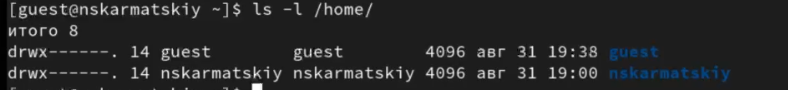 [guest@nskarmatskiy ~]$ ls -l /home/
итого 8
drwx------. 14 guest       guest       4096 авг 31 19:38 guest
drwx------. 14 nskarmatskiy nskarmatskiy 4096 авг 31 19:00 nskarmatskiy